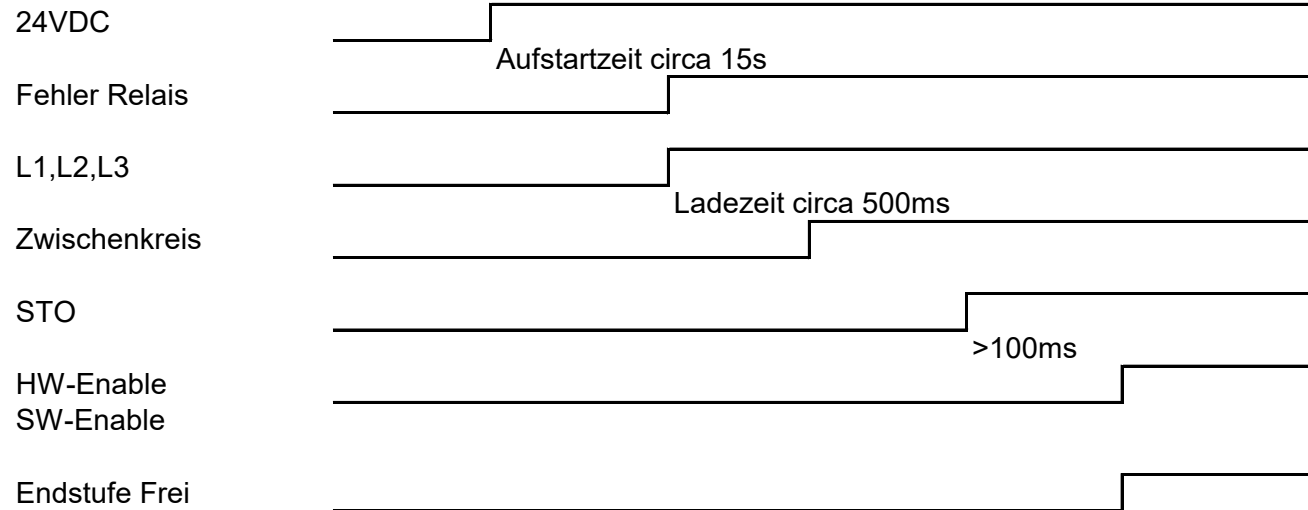 24VDC
Aufstartzeit circa 15s
Fehler Relais
L1,L2,L3
Ladezeit circa 500ms
Zwischenkreis
STO
>100ms
HW-Enable
SW-Enable
Endstufe Frei